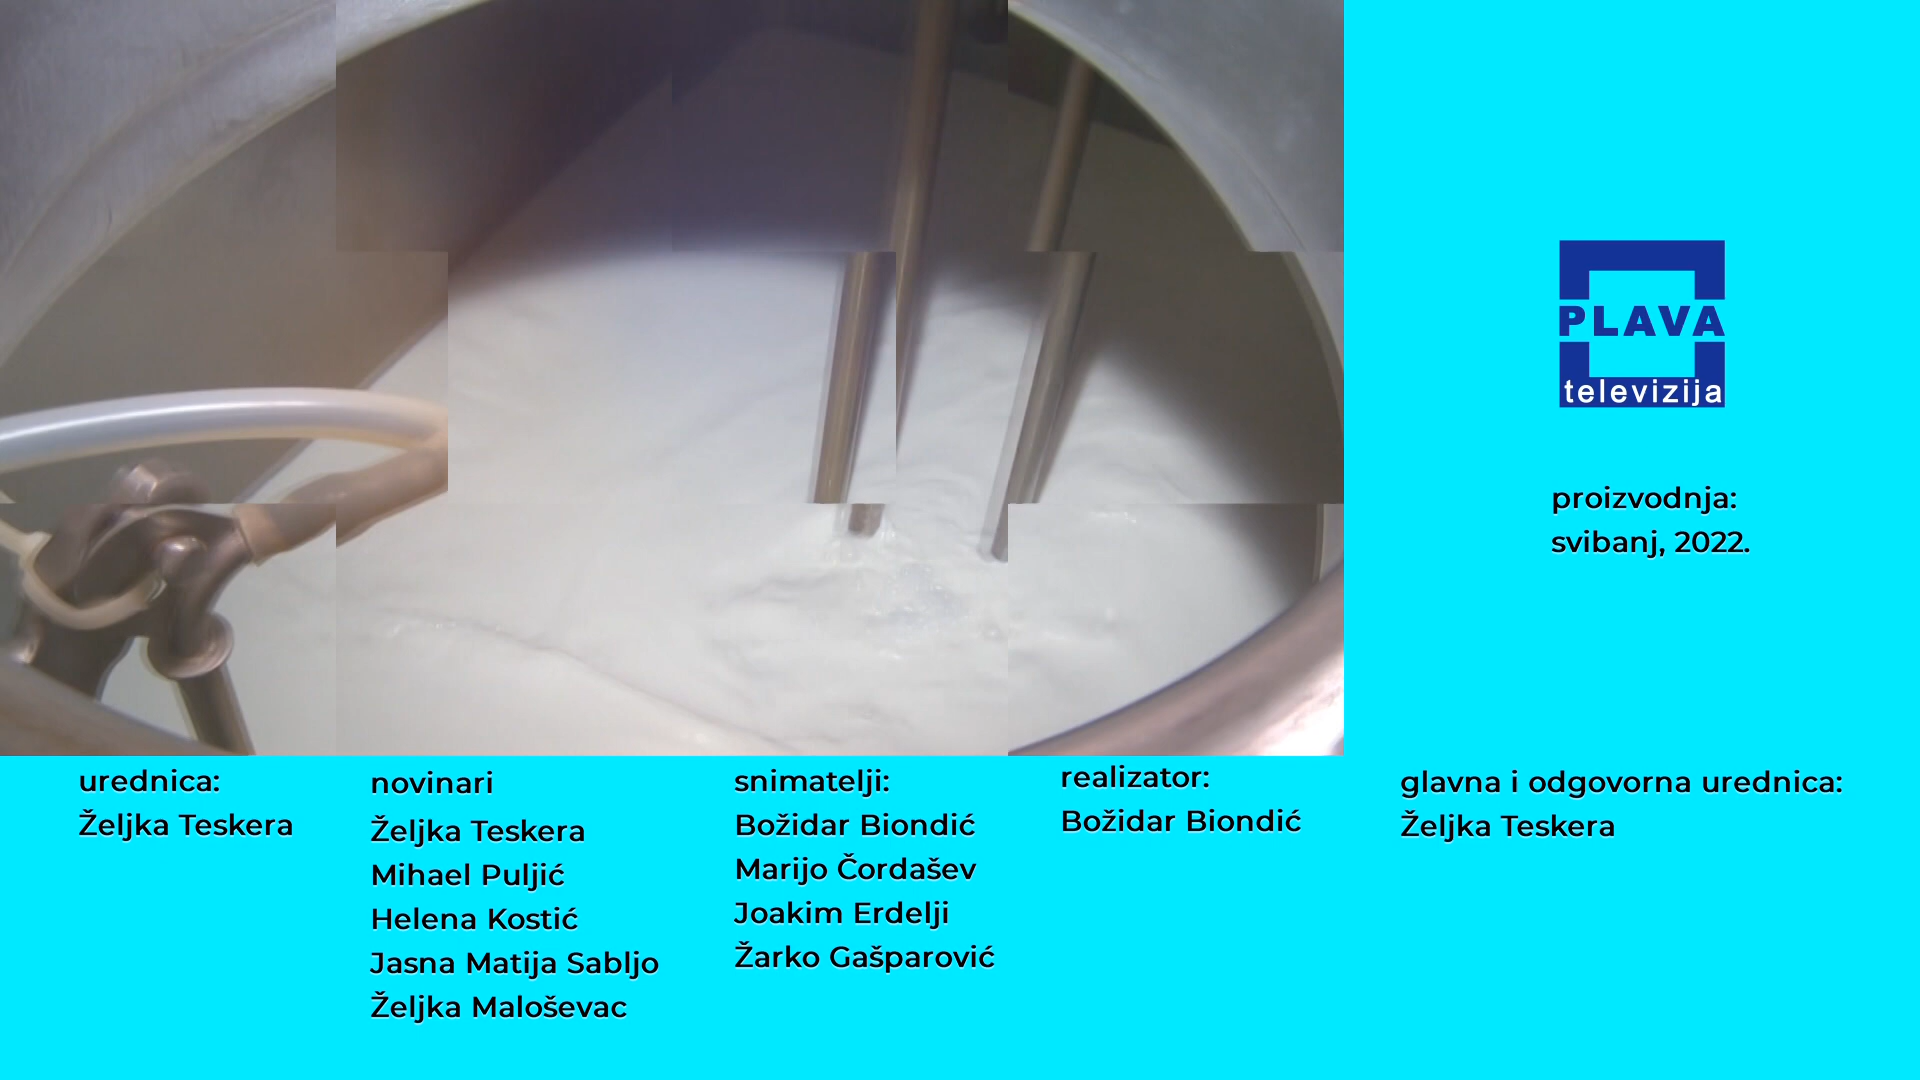 PLAVA
televizija
proizvodnja:
svibanj, 2022.
urednica:
Željka Teskera
novinari
Željka Teskera
Mihael Puljić
Helena Kostić
Jasna Matija Sabljo
Željka Maloševac
snimatelji:
Božidar Biondić
Marijo Čordašev
Joakim Erdelji
Žarko Gašparović
realizator:
Božidar Biondić
glavna i odgovorna urednica:
Željka Teskera